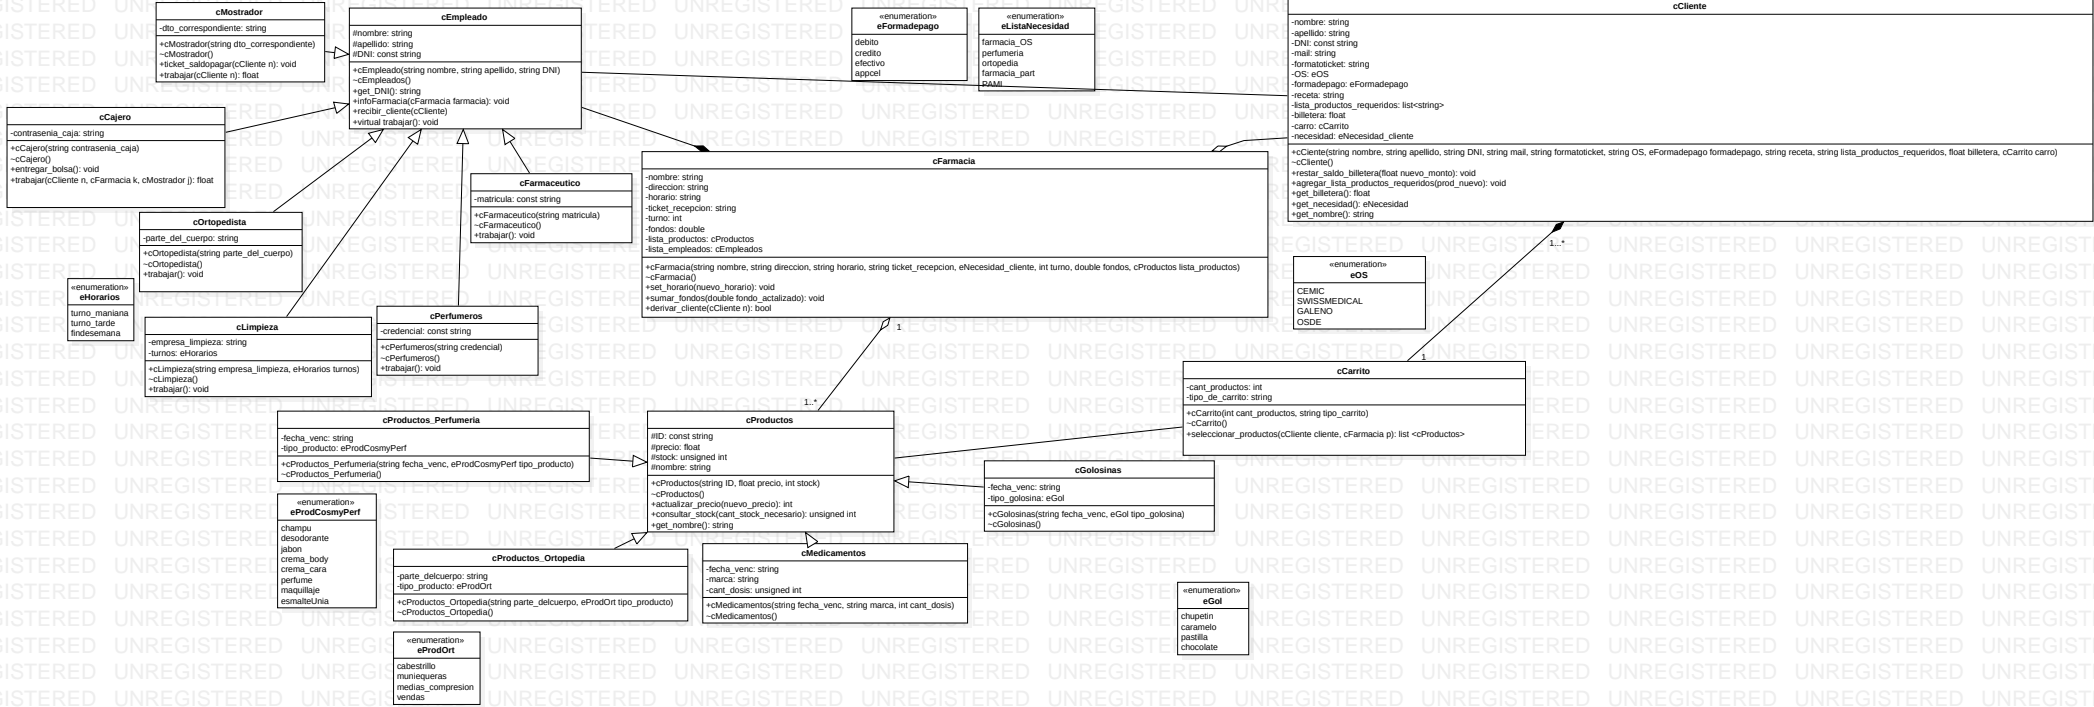 cMostrador
-dto_correspondiente: string
+cMostrador(string dto_correspondiente)
~cMostrador()
+ticket_saldopagar(cCliente n): void
+trabajar(cCliente n): float
cEmpleado
#nombre: string
#apellido: string
#DNI: const string
+cEmpleado(string nombre, string apellido, string DNI)
~cEmpleados()
+get_DNI(): string
+infoFarmacia(cFarmacia farmacia): void
+recibir_cliente(cCliente)
+virtual trabajar(): void
«enumeration»
eFormadepago
debito
credito
efectivo
appcel
«enumeration»
eListaNecesidad
farmacia_OS
perfumeria
ortopedia
farmacia_part
PAMI
cCliente
-nombre: string
-apellido: string
-DNI: const string
-mail: string
-formatoticket: string
-OS: eOS
-formadepago: eFormadepago
-receta: string
-lista_productos_requeridos: list<string>
-billetera: float
-carro: cCarrito
-necesidad: eNecesidad_cliente
+cCiente(string nombre, string apellido, string DNI, string mail, string formatoticket, string OS, eFormadepago formadepago, string receta, string lista_productos_requeridos, float billetera, cCarrito carro)
~cCliente()
+restar_saldo_billetera(float nuevo_monto): void
+agregar_lista_productos_requeridos(prod_nuevo): void
+get_billetera(): float
+get_necesidad(): eNecesidad
+get_nombre(): string
cCajero
-contrasenia_caja: string
+cCajero(string contrasenia_caja)
~cCajero()
+entregar_bolsa(): void
+trabajar(cCliente n, cFarmacia k, cMostrador j): float
cFarmacia
-nombre: string
-direccion: string
-horario: string
-ticket_recepcion: string
-turno: int
-fondos: double
-lista_productos: cProductos
-lista_empleados: cEmpleados
+cFarmacia(string nombre, string direccion, string horario, string ticket_recepcion, eNecesidad_cliente, int turno, double fondos, cProductos lista_productos)
~cFarmacia()
+set_horario(nuevo_horario): void
+sumar_fondos(double fondo_actalizado): void
+derivar_cliente(cCliente n): bool
cFarmaceutico
-matricula: const string
+cFarmaceutico(string matricula)
~cFarmaceutico()
+trabajar(): void
cOrtopedista
-parte_del_cuerpo: string
+cOrtopedista(string parte_del_cuerpo)
~cOrtopedista()
+trabajar(): void
«enumeration»
eHorarios
turno_maniana
turno_tarde
findesemana
cLimpieza
-empresa_limpieza: string
-turnos: eHorarios
+cLimpieza(string empresa_limpieza, eHorarios turnos)
~cLimpieza()
+trabajar(): void
cPerfumeros
-credencial: const string
+cPerfumeros(string credencial)
~cPerfumeros()
+trabajar(): void
1...*
«enumeration»
eOS
CEMIC
SWISSMEDICAL
GALENO
OSDE
1
1
1..*
cCarrito
-cant_productos: int
-tipo_de_carrito: string
+cCarrito(int cant_productos, string tipo_carrito)
~cCarrito()
+seleccionar_productos(cCliente cliente, cFarmacia p): list <cProductos>
cProductos_Perfumeria
-fecha_venc: string
-tipo_producto: eProdCosmyPerf
+cProductos_Perfumeria(string fecha_venc, eProdCosmyPerf tipo_producto)
~cProductos_Perfumeria()
cProductos
#ID: const string
#precio: float
#stock: unsigned int
#nombre: string
+cProductos(string ID, float precio, int stock)
~cProductos()
+actualizar_precio(nuevo_precio): int
+consultar_stock(cant_stock_necesario): unsigned int
+get_nombre(): string
cGolosinas
-fecha_venc: string
-tipo_golosina: eGol
+cGolosinas(string fecha_venc, eGol tipo_golosina)
~cGolosinas()
«enumeration»
eProdCosmyPerf
champu
desodorante
jabon
crema_body
crema_cara
perfume
maquillaje
esmalteUnia
cProductos_Ortopedia
-parte_delcuerpo: string
-tipo_producto: eProdOrt
+cProductos_Ortopedia(string parte_delcuerpo, eProdOrt tipo_producto)
~cProductos_Ortopedia()
cMedicamentos
-fecha_venc: string
-marca: string
-cant_dosis: unsigned int
+cMedicamentos(string fecha_venc, string marca, int cant_dosis)
~cMedicamentos()
«enumeration»
eGol
chupetin
caramelo
pastilla
chocolate
«enumeration»
eProdOrt
cabestrillo
muniequeras
medias_compresion
vendas
UNREGISTERED